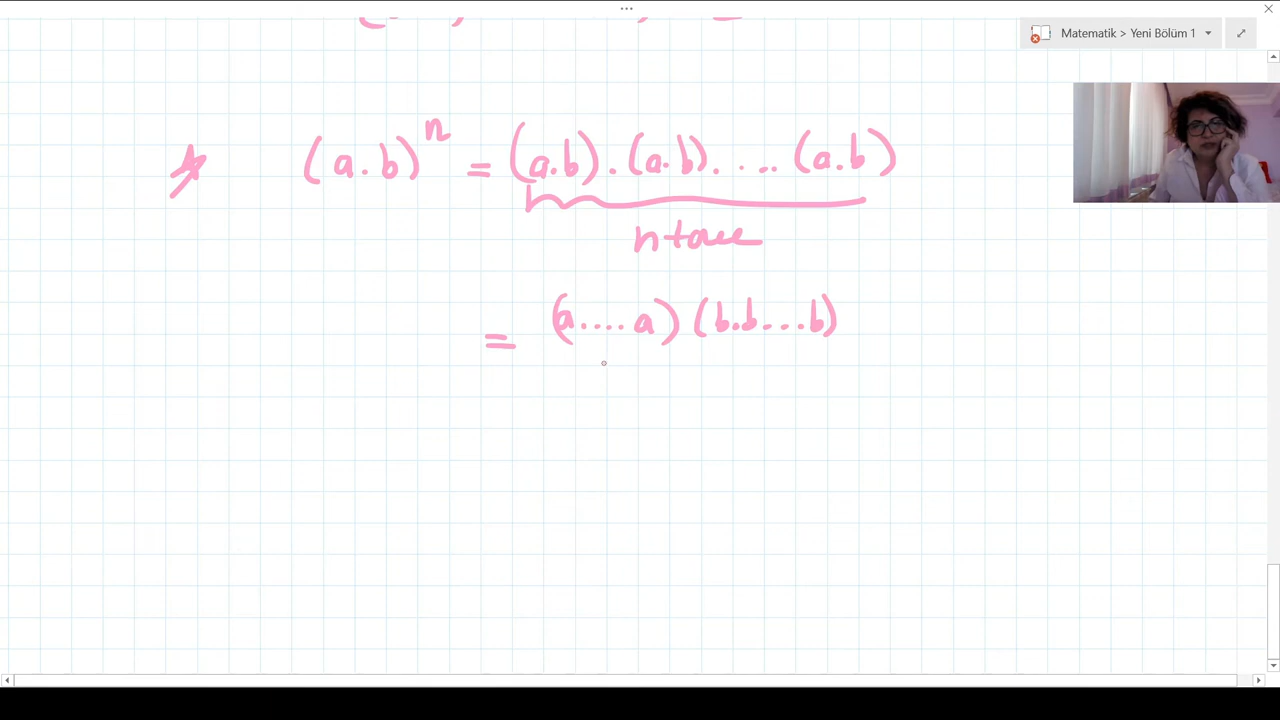 Matematik > Yeni Bölüm 1
(a.b)^n = (a.b).(a.b). .... (a.b)
n tane
= (a....a) (b.b...b)